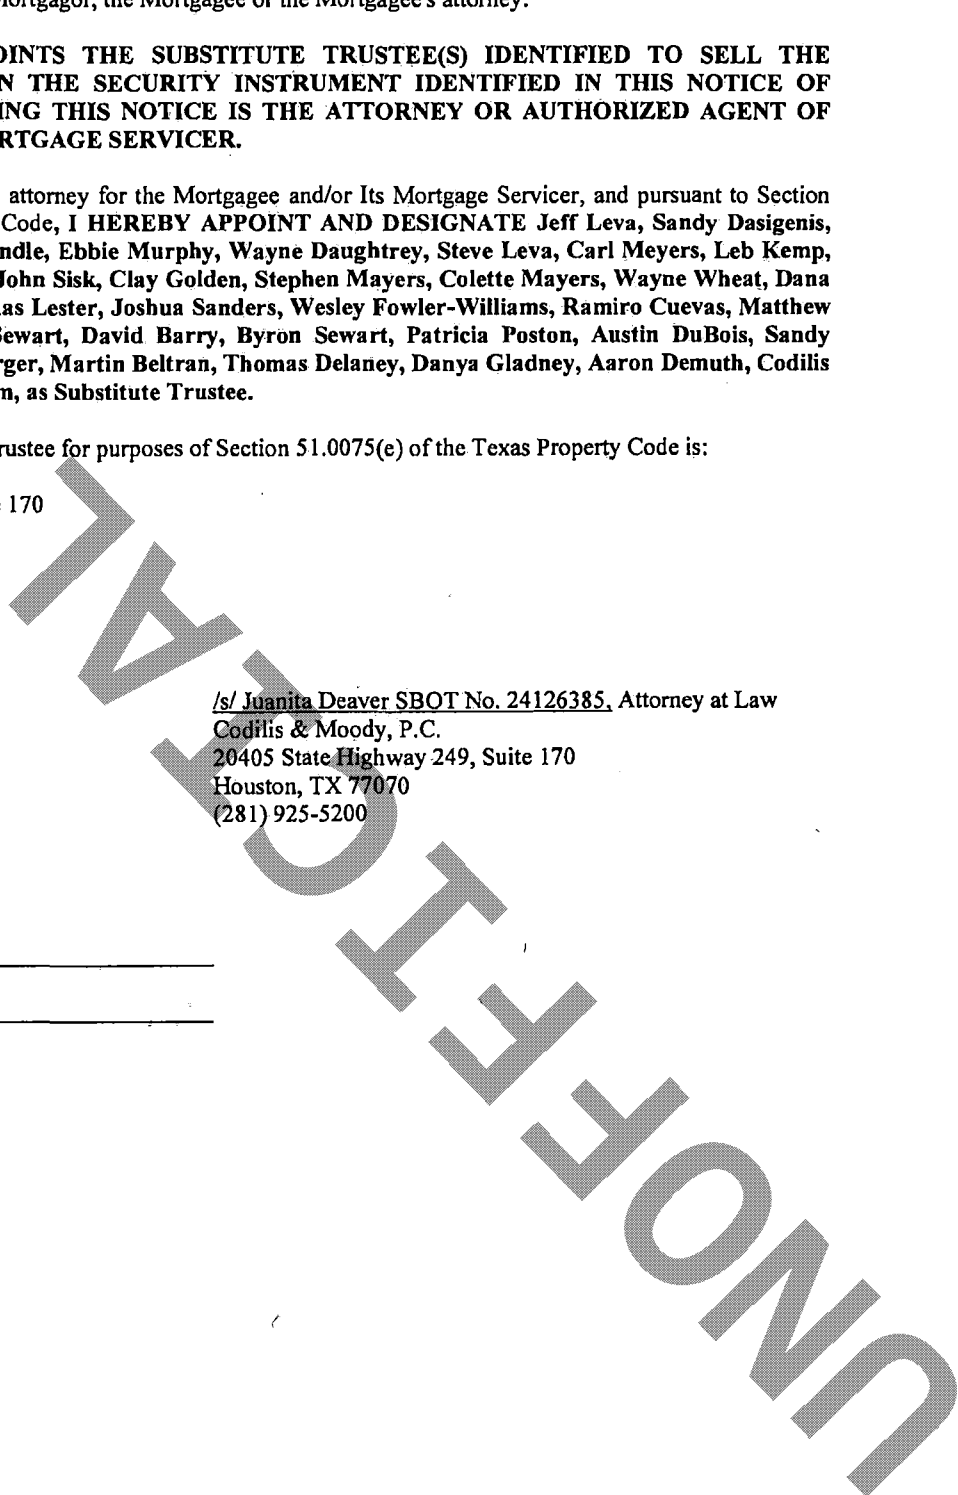 Mortgagor, the Mortgagee or the Mortgagee's attorney.
OINTS THE SUBSTITUTE TRUSTEE(S) IDENTIFIED TO SELL THE
N THE SECURITY INSTRUMENT IDENTIFIED IN THIS NOTICE OF
ING THIS NOTICE IS THE ATTORNEY OR AUTHORIZED AGENT OF
RTGAGE SERVICER.
attorney for the Mortgagee and/or Its Mortgage Servicer, and pursuant to Section
Code, I HEREBY APPOINT AND DESIGNATE Jeff Leva, Sandy Dasigenis,
ndle, Ebbie Murphy, Wayne Daughtrey, Steve Leva, Carl Meyers, Leb Kemp,
John Sisk, Clay Golden, Stephen Mayers, Colette Mayers, Wayne Wheat, Dana
as Lester, Joshua Sanders, Wesley Fowler-Williams, Ramiro Cuevas, Matthew
Sewart, David Barry, Byron Sewart, Patricia Poston, Austin DuBois, Sandy
rger, Martin Beltran, Thomas Delaney, Danya Gladney, Aaron Demuth, Codilis
n, as Substitute Trustee.
rustee for purposes of Section 51.0075(e) of the Texas Property Code is:
170
/s/ Juanita Deaver SBOT No. 24126385, Attorney at Law
Codilis & Moody, P.C.
20405 State Highway 249, Suite 170
Houston, TX 77070
(281) 925-5200
UNOFFICIAL